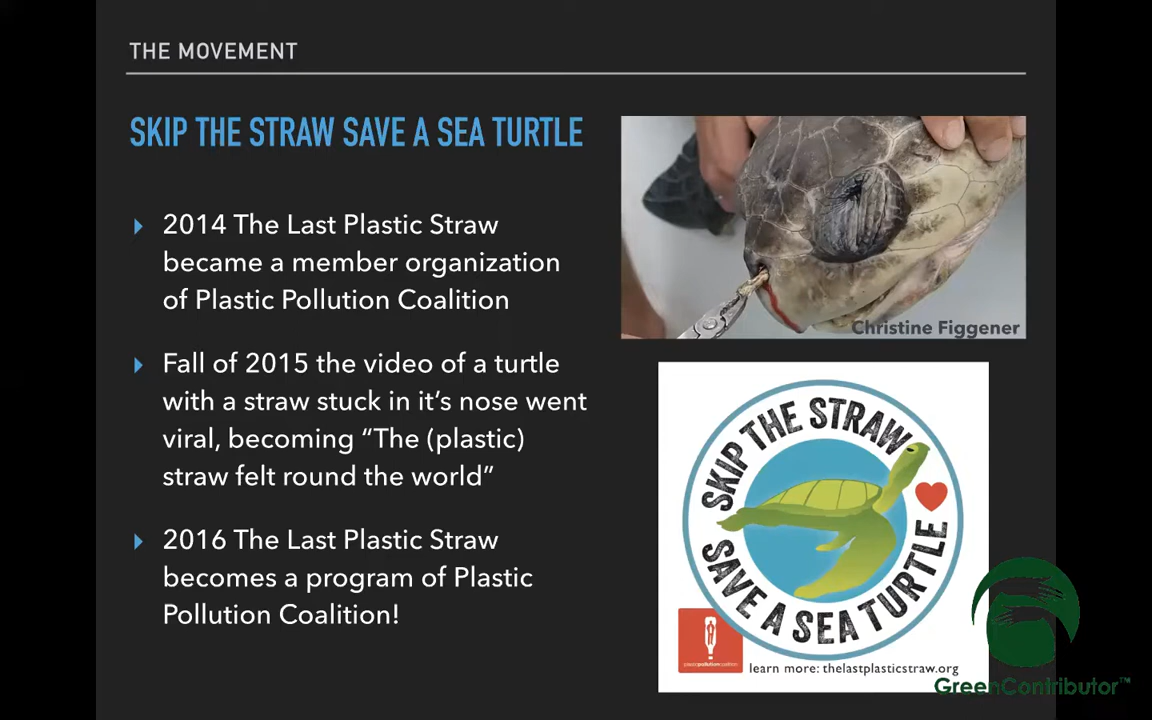 THE MOVEMENT
SKIP THE STRAW SAVE A SEA TURTLE
2014 The Last Plastic Straw
became a member organization
of Plastic Pollution Coalition
Fall of 2015 the video of a turtle
with a straw stuck in it's nose went
viral, becoming “The (plastic)
straw felt round the world”
2016 The Last Plastic Straw
becomes a program of Plastic
Pollution Coalition!
Christine Figgener
SKIP THE STRAW
SAVE A SEA TURTLE
plasticpollutioncoalition
learn more: thelastplasticstraw.org
GreenContributor™